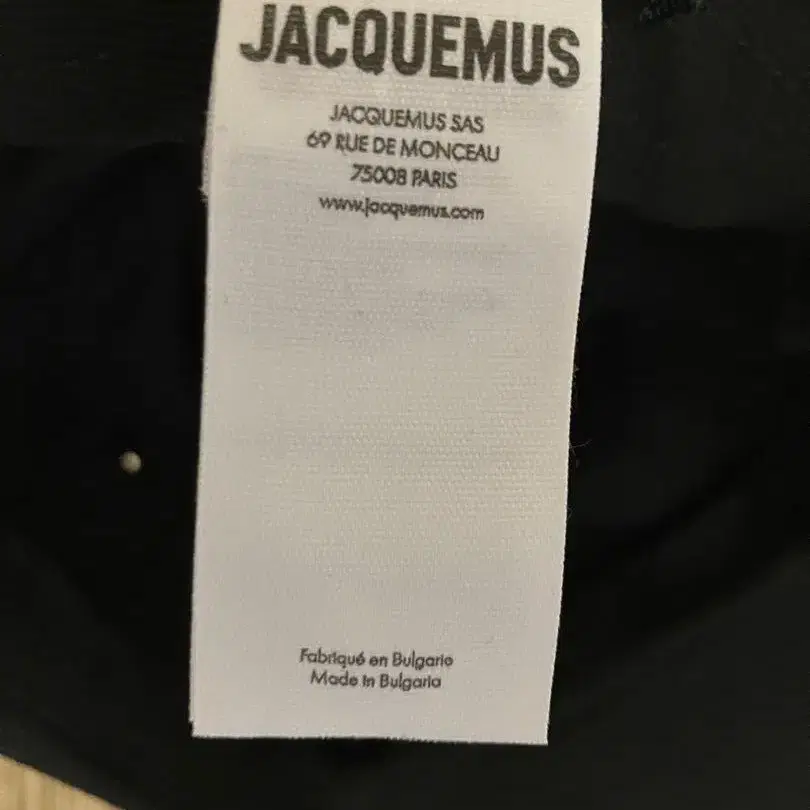 JACQUEMUS
JACQUEMUS SAS
69 RUE DE MONCEAU
75008 PARIS
www.jacquemus.com
Fabriqué en Bulgarie
Made in Bulgaria